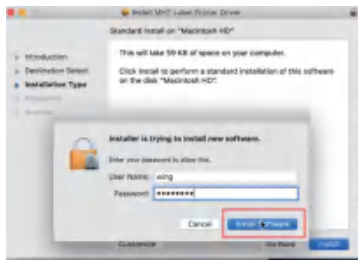 Install MHT Label Printer Driver
Standard Install on "Macintosh HD"
Introduction
Destination Select
Installation Type
This will take 59 KB of space on your computer.
Click Install to perform a standard installation of this software
on the disk "Macintosh HD".
Installer is trying to install new software.
Enter your password to allow this.
User Name: wing
Password: ••••••••
Cancel
Install Software
Customize
Go Back
Install